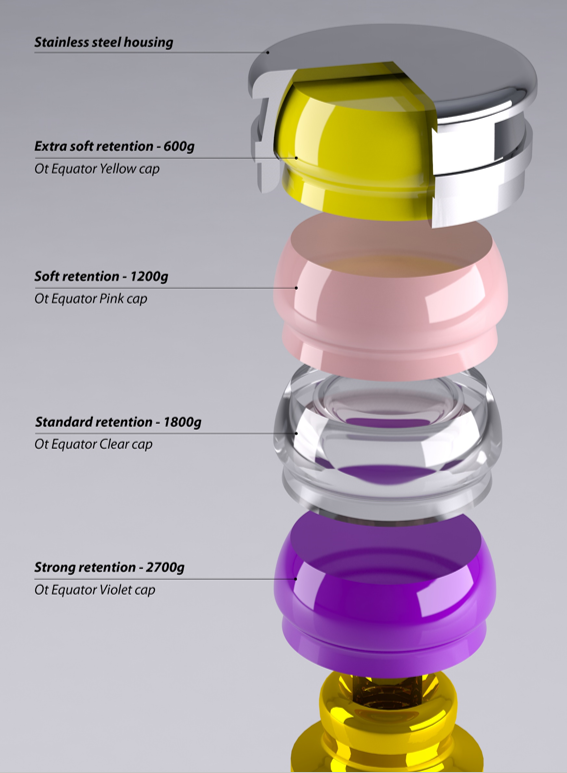 Stainless steel housing
Extra soft retention - 600g
Ot Equator Yellow cap
Soft retention - 1200g
Ot Equator Pink cap
Standard retention - 1800g
Ot Equator Clear cap
Strong retention - 2700g
Ot Equator Violet cap